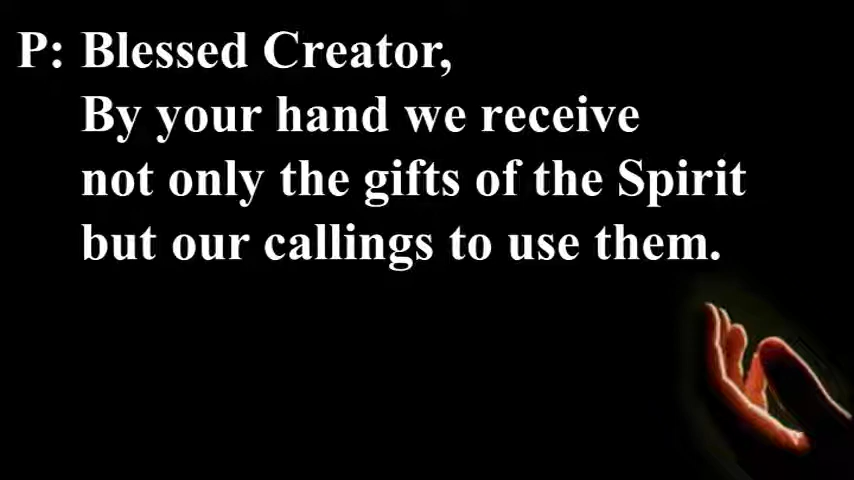 P: Blessed Creator,
By your hand we receive
not only the gifts of the Spirit
but our callings to use them.